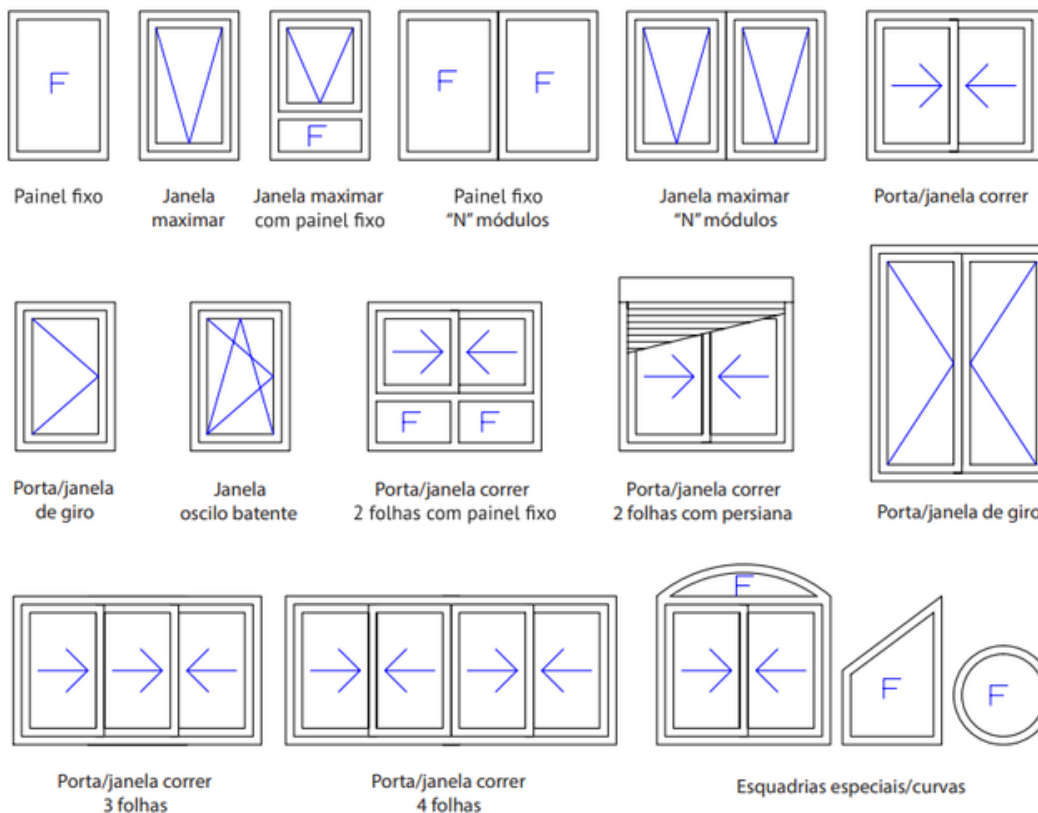 F
F
F
F
Painel fixo
Janela
maximar
Janela maximar
com painel fixo
Painel fixo
“N” módulos
Janela maximar
“N” módulos
Porta/janela correr
F
F
Porta/janela
de giro
Janela
oscilo batente
Porta/janela correr
2 folhas com painel fixo
Porta/janela correr
2 folhas com persiana
Porta/janela de giro
F
F
F
Porta/janela correr
3 folhas
Porta/janela correr
4 folhas
Esquadrias especiais/curvas